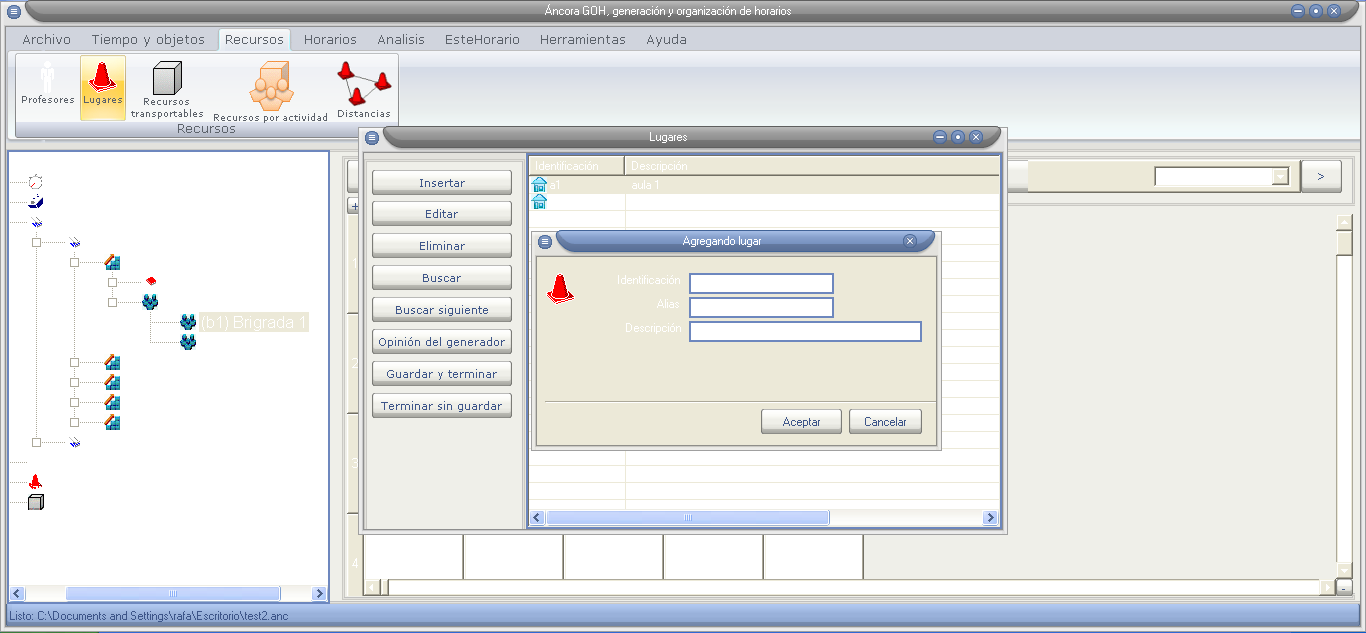 Áncora GOH, generación y organización de horarios
Archivo Tiempo y objetos Recursos Horarios Analisis EsteHorario Herramientas Ayuda
Profesores Lugares Recursos transportables Recursos por actividad Distancias
Recursos
Lugares
Insertar
Editar
Eliminar
Buscar
Buscar siguiente
Opinión del generador
Guardar y terminar
Terminar sin guardar
Identificación Descripción
a1 aula 1
Agregando lugar
Identificación
Alias
Descripción
Aceptar Cancelar
(b1) Brigrada 1
+
>
1
2
3
4
-
Listo: C:\Documents and Settings\rafa\Escritorio\test2.anc